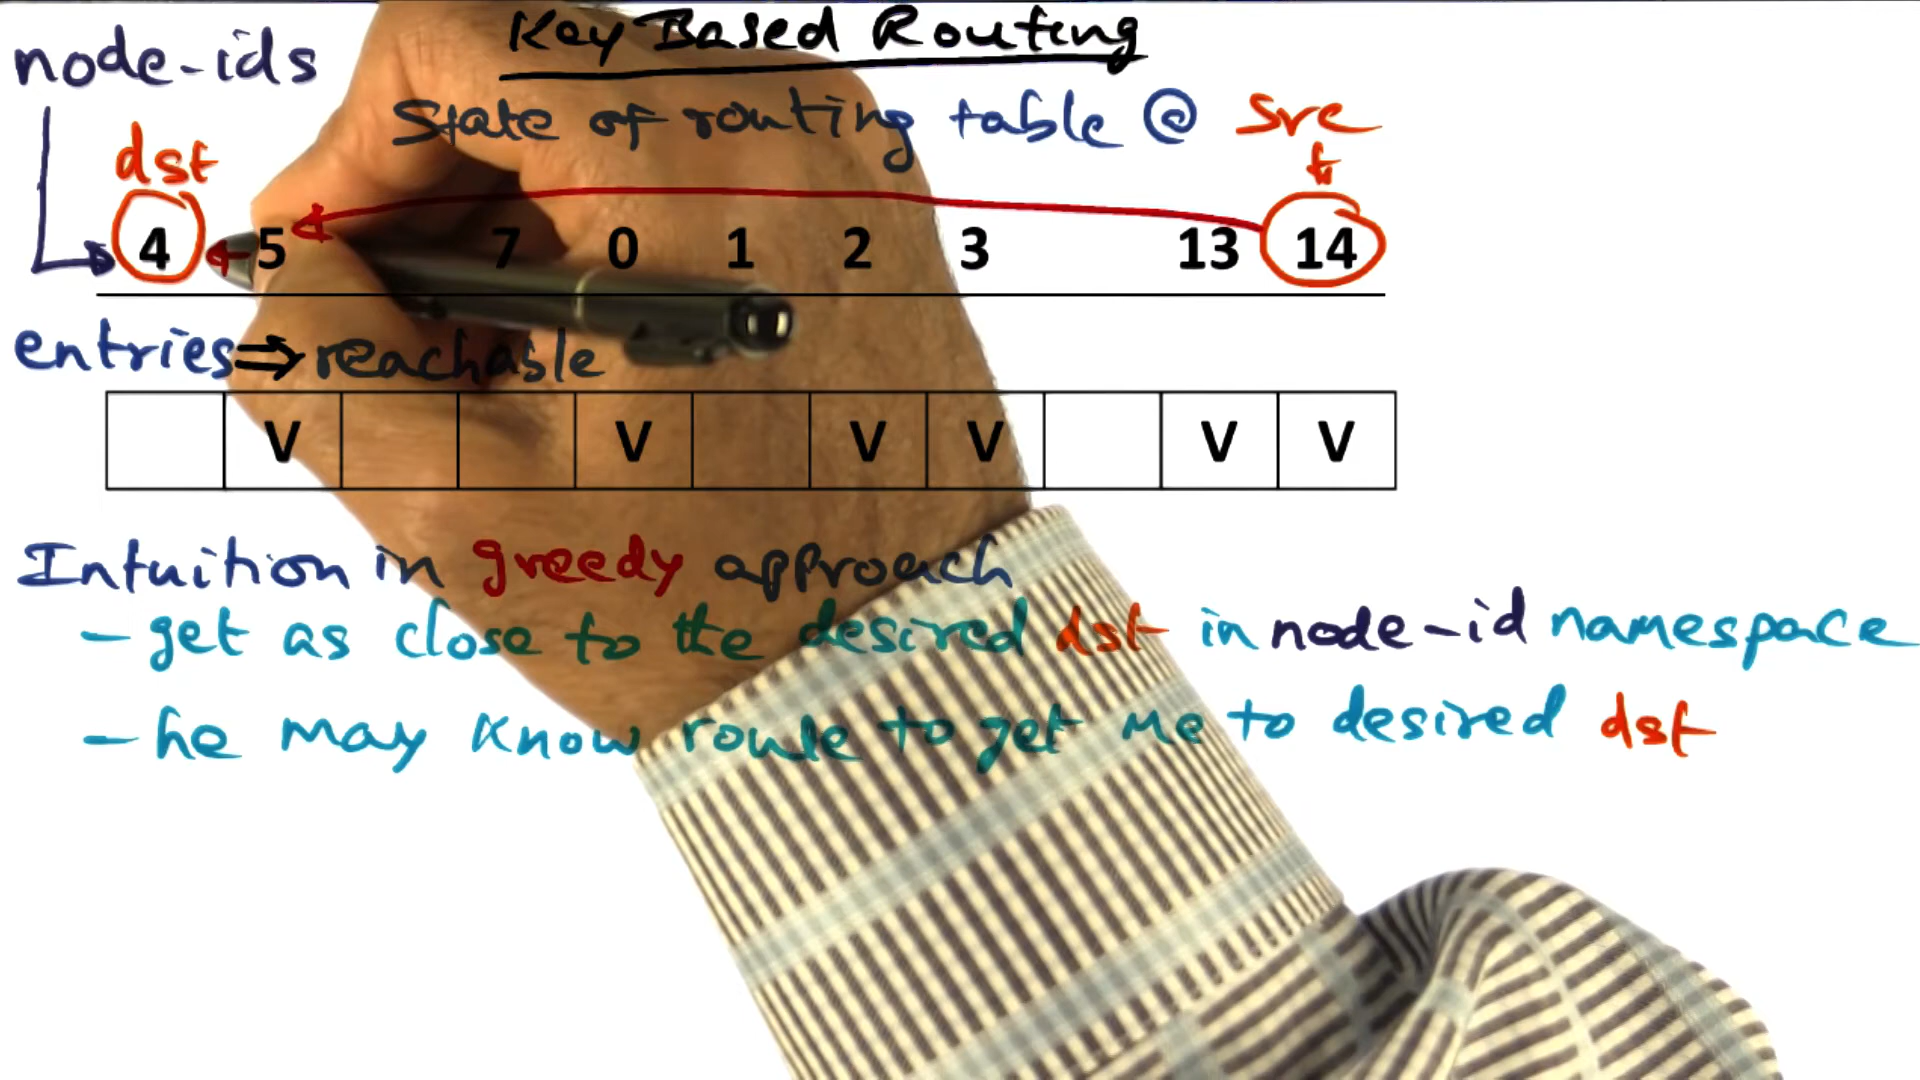 Key Based Routing
node-ids
State of routing table @ src
dst
4 5 7 0 1 2 3 13 14
entries ⇒ reachable
V V V V V V
Intuition in greedy approach
- get as close to the desired dst in node-id namespace
- he may know route to get me to desired dst